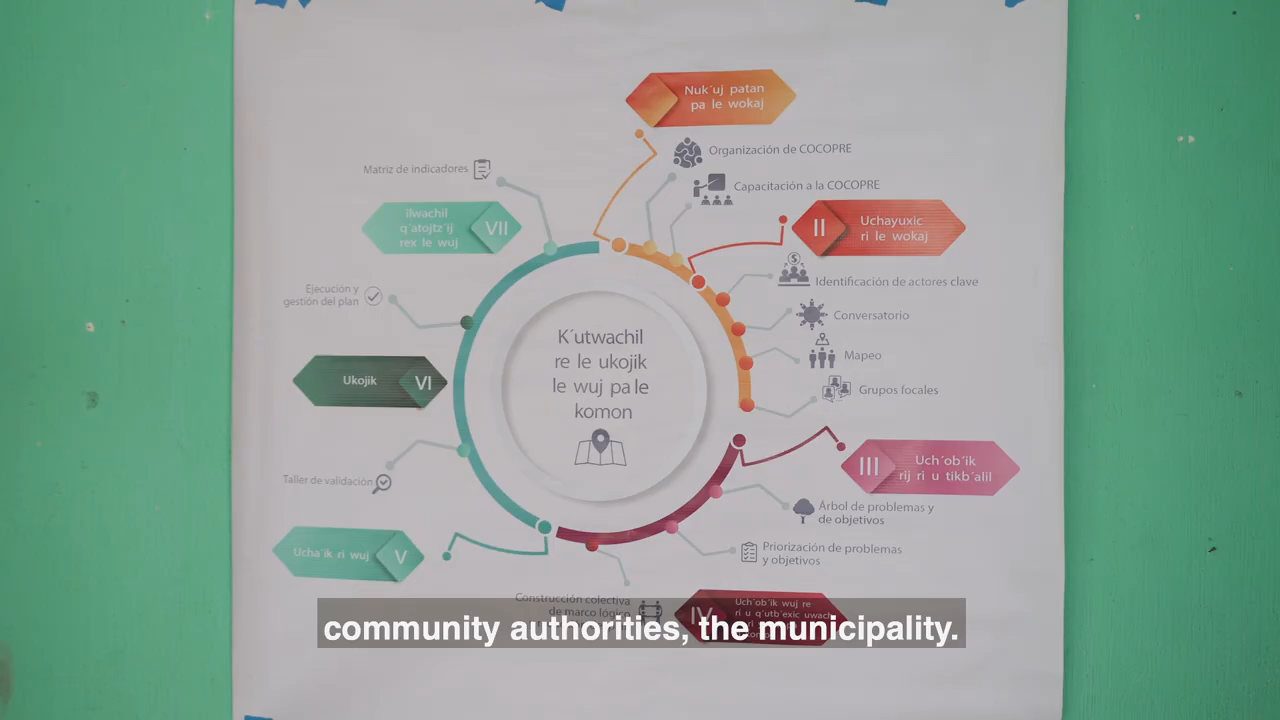 Nuk´uj patan
pa le wokaj
Organización de COCOPRE
Capacitación a la COCOPRE
II
Uchayuxic
ri le wokaj
Identificación de actores clave
Conversatorio
Mapeo
Grupos focales
III
Uch´ob´ik
rij ri u tikb´alil
Árbol de problemas y
de objetivos
Priorización de problemas
y objetivos
IV
Uch´ob´ik wuj re
ri u q´utb´exic uwach
Construcción colectiva
de marco lógico
Ucha´ik ri wuj
V
Taller de validación
Ukojik
VI
Ejecución y
gestión del plan
ilwachil
q´atojtz´ij
rex le wuj
VII
Matriz de indicadores
K´utwachil
re le ukojik
le wuj pa le
komon
community authorities, the municipality.